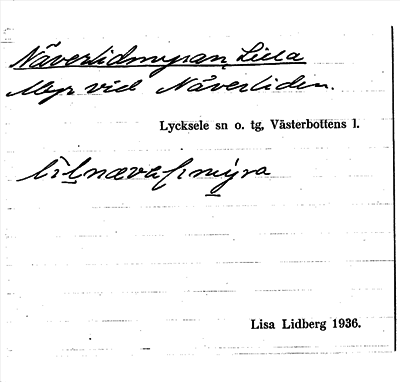 Näverlidmyran, Lilla
Myr vid Näverliden.
Lycksele sn o. tg, Västerbottens l.
Lisa Lidberg 1936.